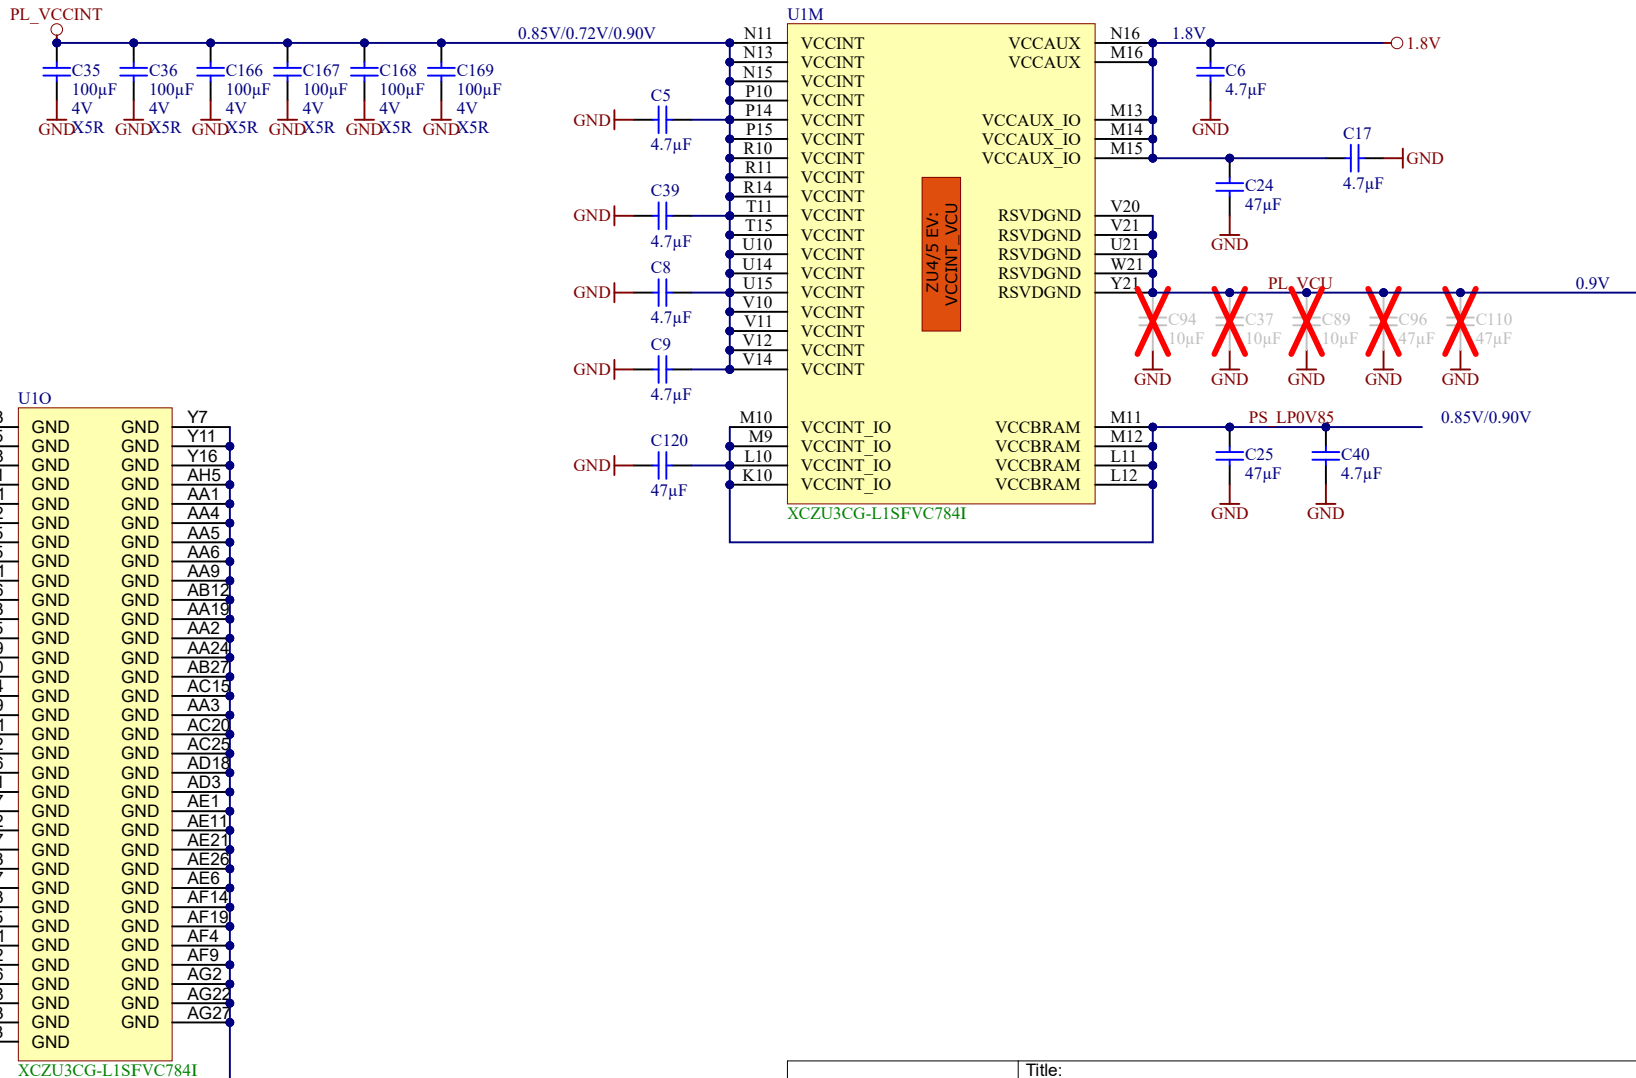 PL_VCCINT
0.85V/0.72V/0.90V
C35
100µF
4V
X5R
GND
C36
100µF
4V
X5R
GND
C166
100µF
4V
X5R
GND
C167
100µF
4V
X5R
GND
C168
100µF
4V
X5R
GND
C169
100µF
4V
X5R
GND
C5
GND
4.7µF
C39
GND
4.7µF
C8
GND
4.7µF
C9
GND
4.7µF
C120
GND
47µF
U1M
N11 VCCINT
N13 VCCINT
N15 VCCINT
P10 VCCINT
P14 VCCINT
P15 VCCINT
R10 VCCINT
R11 VCCINT
R14 VCCINT
T11 VCCINT
T15 VCCINT
U10 VCCINT
U14 VCCINT
U15 VCCINT
V10 VCCINT
V11 VCCINT
V12 VCCINT
V14 VCCINT
M10 VCCINT_IO
M9 VCCINT_IO
L10 VCCINT_IO
K10 VCCINT_IO
ZU4/5 EV:
VCCINT_VCU
VCCAUX N16
VCCAUX M16
VCCAUX_IO M13
VCCAUX_IO M14
VCCAUX_IO M15
RSVDGND V20
RSVDGND V21
RSVDGND U21
RSVDGND W21
RSVDGND Y21
VCCBRAM M11
VCCBRAM M12
VCCBRAM L11
VCCBRAM L12
XCZU3CG-L1SFVC784I
1.8V
1.8V
C6
4.7µF
GND
C17
GND
4.7µF
C24
47µF
GND
PL_VCU
0.9V
C94
10µF
GND
C37
10µF
GND
C89
10µF
GND
C96
47µF
GND
C110
47µF
GND
PS_LP0V85
0.85V/0.90V
C25
47µF
GND
C40
4.7µF
GND
U1O
GND GND Y7
GND GND Y11
GND GND Y16
GND GND AH5
GND GND AA1
GND GND AA4
GND GND AA5
GND GND AA6
GND GND AA9
GND GND AB12
GND GND AA19
GND GND AA2
GND GND AA24
GND GND AB27
GND GND AC15
GND GND AA3
GND GND AC20
GND GND AC25
GND GND AD18
GND GND AD3
GND GND AE1
GND GND AE11
GND GND AE21
GND GND AE26
GND GND AE6
GND GND AF14
GND GND AF19
GND GND AF4
GND GND AF9
GND GND AG2
GND GND AG22
GND GND AG27
GND
XCZU3CG-L1SFVC784I
Title: